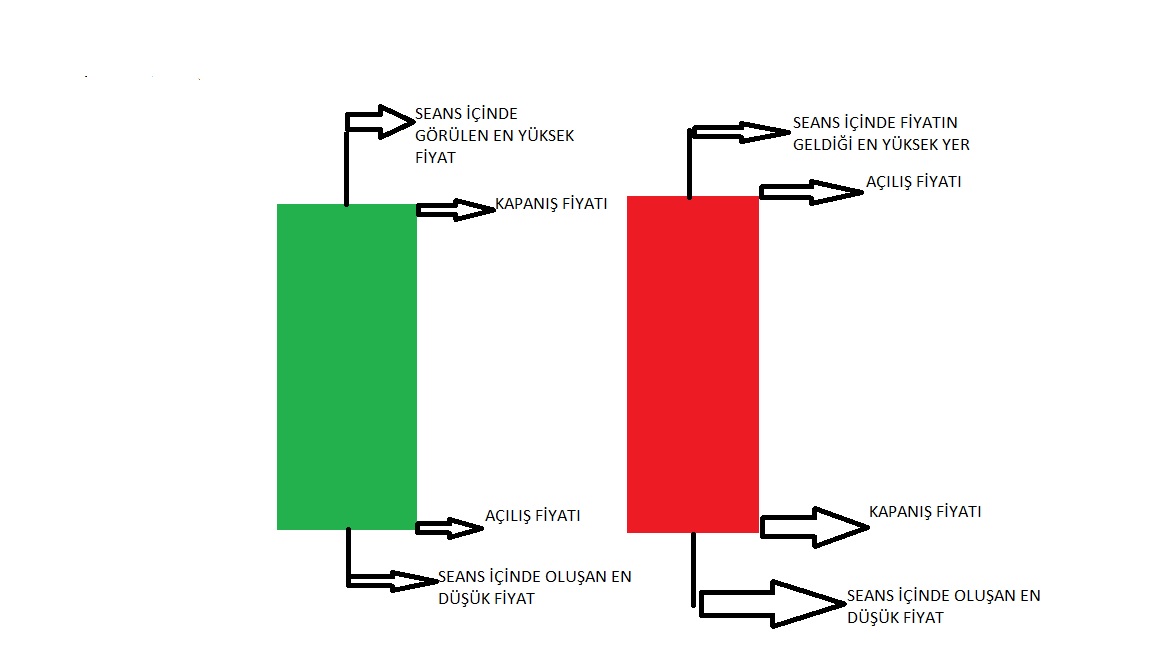 SEANS İÇİNDE
GÖRÜLEN EN YÜKSEK
FİYAT
KAPANIŞ FİYATI
AÇILIŞ FİYATI
SEANS İÇİNDE OLUŞAN EN
DÜŞÜK FİYAT
SEANS İÇİNDE FİYATIN
GELDİĞİ EN YÜKSEK YER
AÇILIŞ FİYATI
KAPANIŞ FİYATI
SEANS İÇİNDE OLUŞAN EN
DÜŞÜK FİYAT